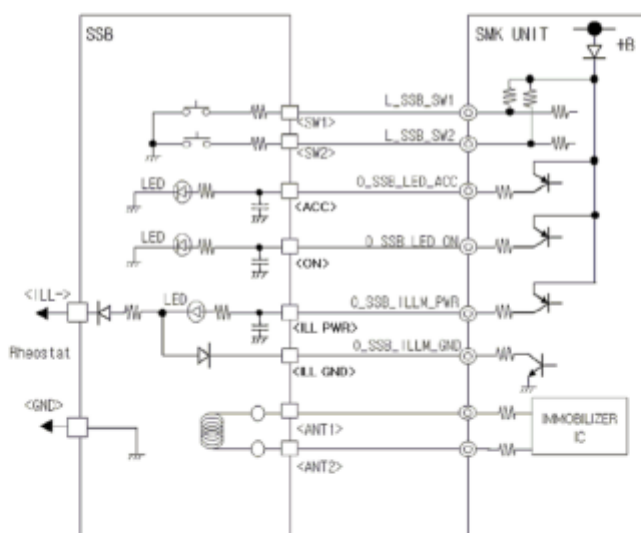 SSB
SMK UNIT
+B
L_SSB_SW1
<SW1>
L_SSB_SW2
<SW2>
LED
O_SSB_LED_ACC
<ACC>
LED
O_SSB_LED_ON
<ON>
<ILL->
LED
O_SSB_ILLM_PWR
<ILL PWR>
Rheostat
O_SSB_ILLM_GND
<ILL GND>
<GND>
<ANT1>
IMMOBILIZER
IC
<ANT2>